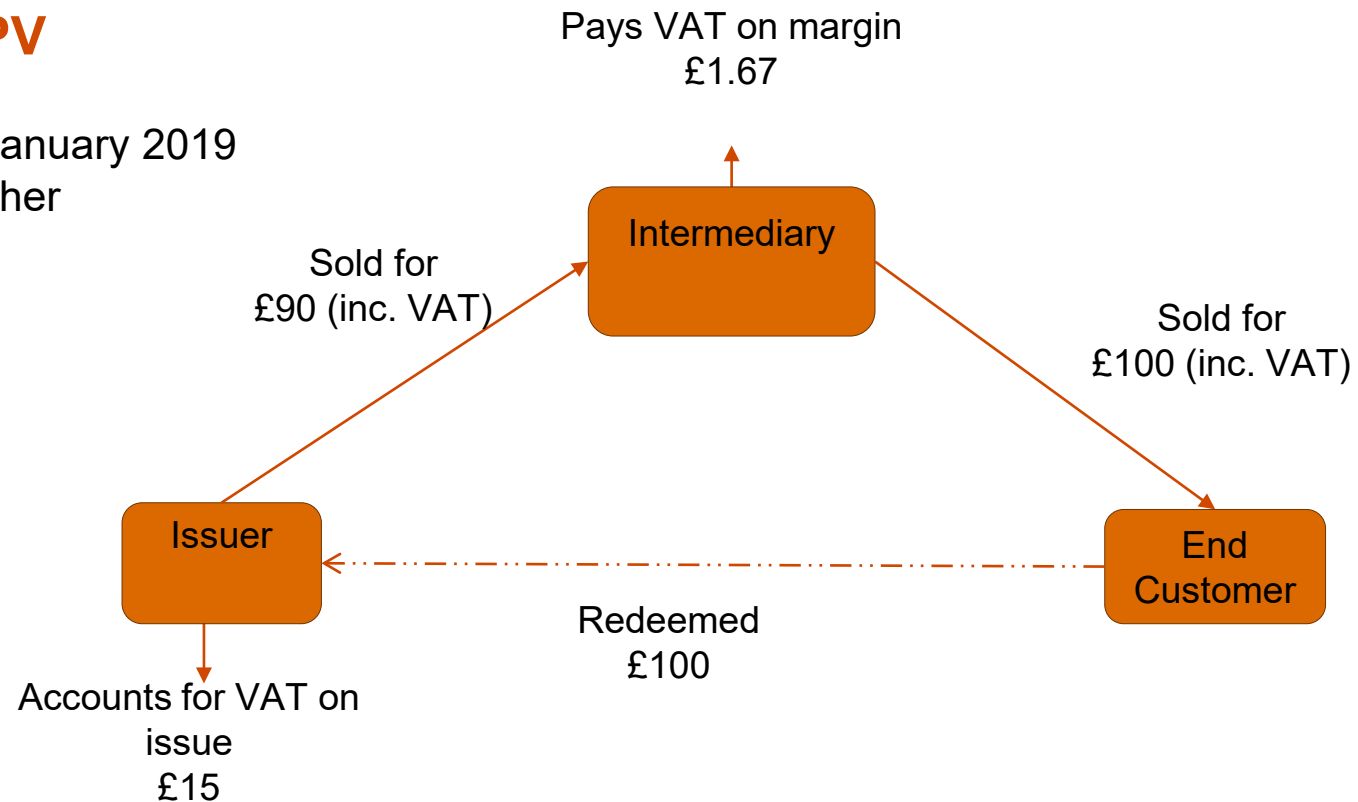 PV
Pays VAT on margin
£1.67
anuary 2019
her
Intermediary
Sold for
£90 (inc. VAT)
Sold for
£100 (inc. VAT)
Issuer
End
Customer
Redeemed
£100
Accounts for VAT on
issue
£15